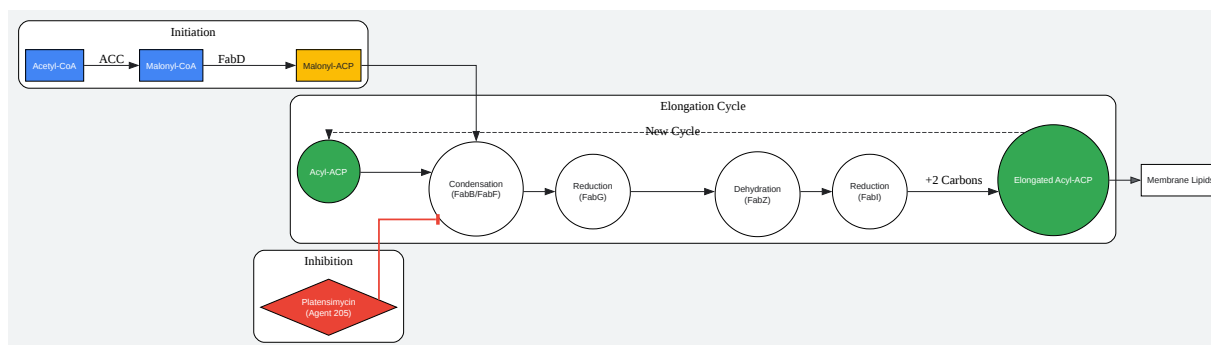 Initiation
Acetyl-CoA
ACC
Malonyl-CoA
FabD
Malonyl-ACP
Elongation Cycle
New Cycle
Acyl-ACP
Condensation
(FabB/FabF)
Reduction
(FabG)
Dehydration
(FabZ)
Reduction
(FabI)
+2 Carbons
Elongated Acyl-ACP
Membrane Lipids
Inhibition
Platensimycin
(Agent 205)